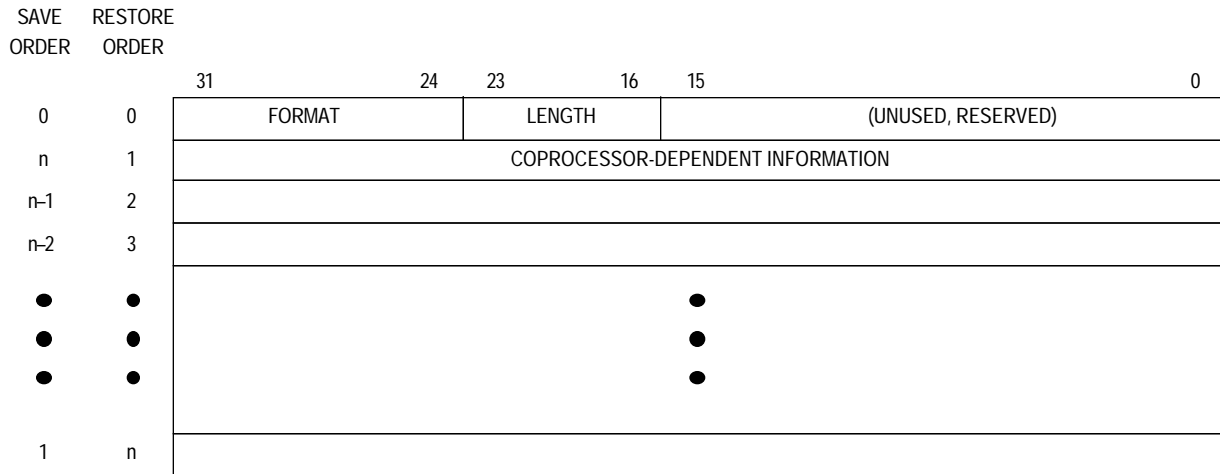 SAVE RESTORE
ORDER ORDER
31 24 23 16 15 0
0 0 FORMAT LENGTH (UNUSED, RESERVED)
n 1 COPROCESSOR-DEPENDENT INFORMATION
n–1 2
n–2 3
1 n